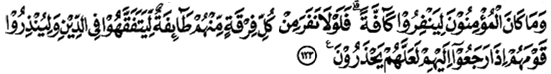 وَمَا كَانَ الْمُؤْمِنُونَ لِيَنفِرُوا كَافَّةً ۚ فَلَوْلَا نَفَرَ مِن كُلِّ فِرْقَةٍ مِّنْهُمْ طَائِفَةٌ لِّيَتَفَقَّهُوا فِي الدِّينِ وَلِيُنذِرُوا
قَوْمَهُمْ إِذَا رَجَعُوا إِلَيْهِمْ لَعَلَّهُمْ يَحْذَرُونَ ۝١٢٢